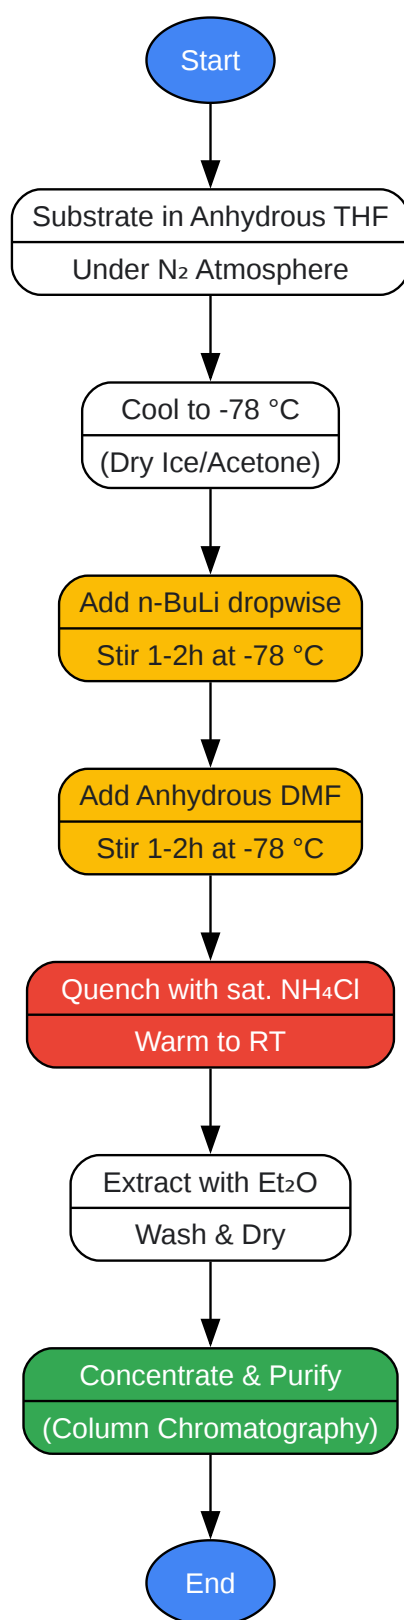 Start
Substrate in Anhydrous THF
Under N₂ Atmosphere
Cool to -78 °C
(Dry Ice/Acetone)
Add n-BuLi dropwise
Stir 1-2h at -78 °C
Add Anhydrous DMF
Stir 1-2h at -78 °C
Quench with sat. NH₄Cl
Warm to RT
Extract with Et₂O
Wash & Dry
Concentrate & Purify
(Column Chromatography)
End